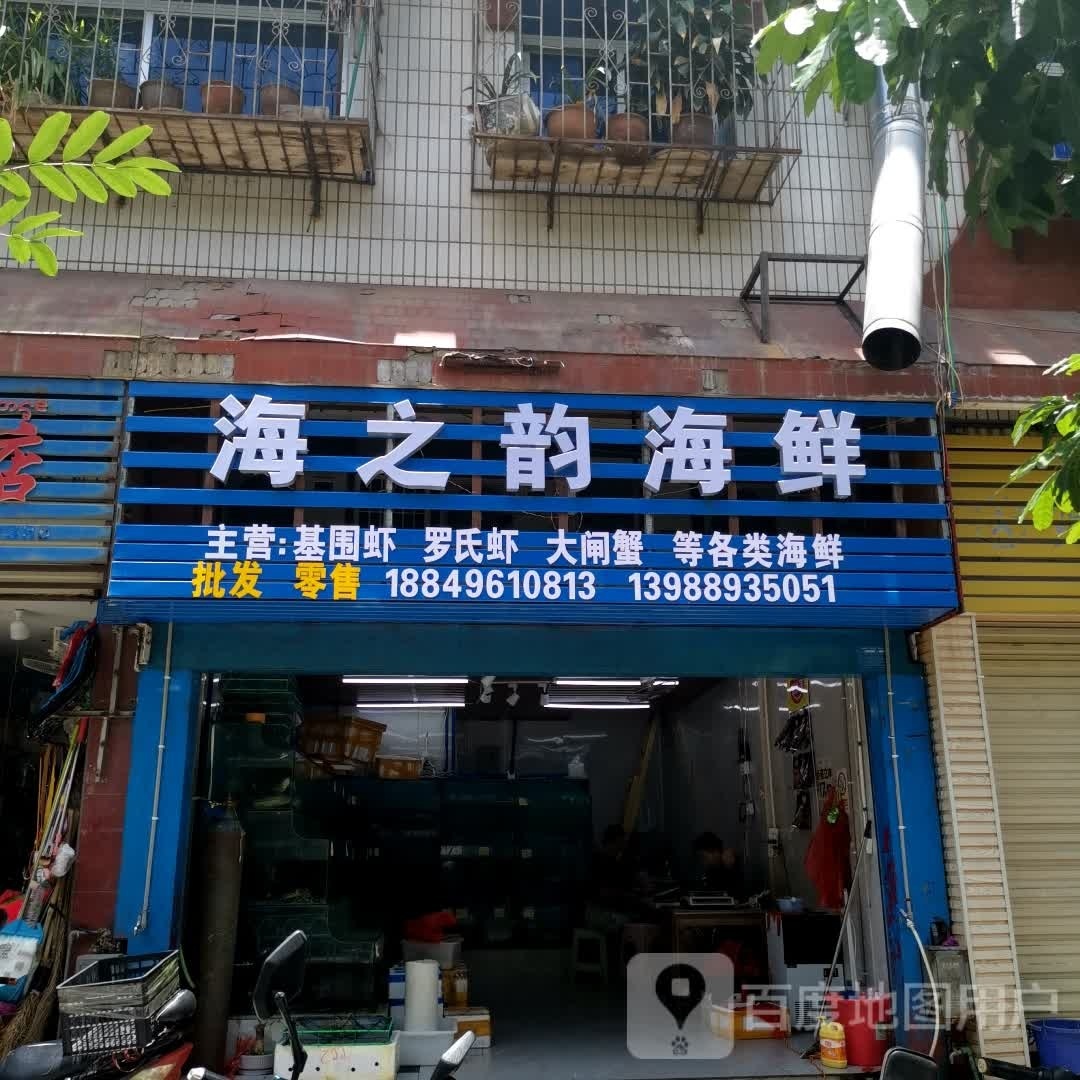 海之韵海鲜
主营:基围虾 罗氏虾 大闸蟹 等各类海鲜
批发 零售 18849610813 13988935051
店
百度地图用户